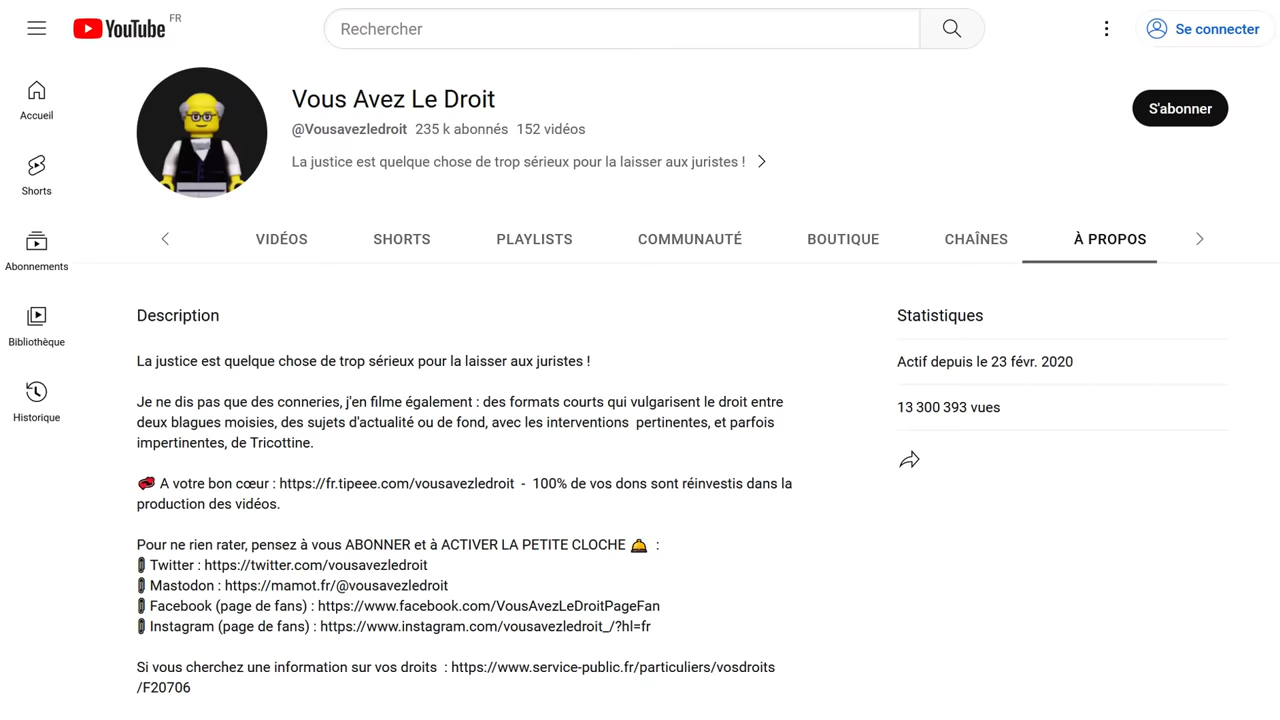 YouTube FR
Rechercher
Se connecter
Accueil
Shorts
Abonnements
Bibliothèque
Historique
Vous Avez Le Droit
@Vousavezledroit 235 k abonnés 152 vidéos
La justice est quelque chose de trop sérieux pour la laisser aux juristes !
S'abonner
VIDÉOS SHORTS PLAYLISTS COMMUNAUTÉ BOUTIQUE CHAÎNES À PROPOS
Description
La justice est quelque chose de trop sérieux pour la laisser aux juristes !
Je ne dis pas que des conneries, j'en filme également : des formats courts qui vulgarisent le droit entre
deux blagues moisies, des sujets d'actualité ou de fond, avec les interventions pertinentes, et parfois
impertinentes, de Tricottine.
A votre bon cœur : https://fr.tipeee.com/vousavezledroit - 100% de vos dons sont réinvestis dans la
production des vidéos.
Pour ne rien rater, pensez à vous ABONNER et à ACTIVER LA PETITE CLOCHE 🛎 :
Twitter : https://twitter.com/vousavezledroit
Mastodon : https://mamot.fr/@vousavezledroit
Facebook (page de fans) : https://www.facebook.com/VousAvezLeDroitPageFan
Instagram (page de fans) : https://www.instagram.com/vousavezledroit_/?hl=fr
Si vous cherchez une information sur vos droits : https://www.service-public.fr/particuliers/vosdroits
/F20706
Statistiques
Actif depuis le 23 févr. 2020
13 300 393 vues